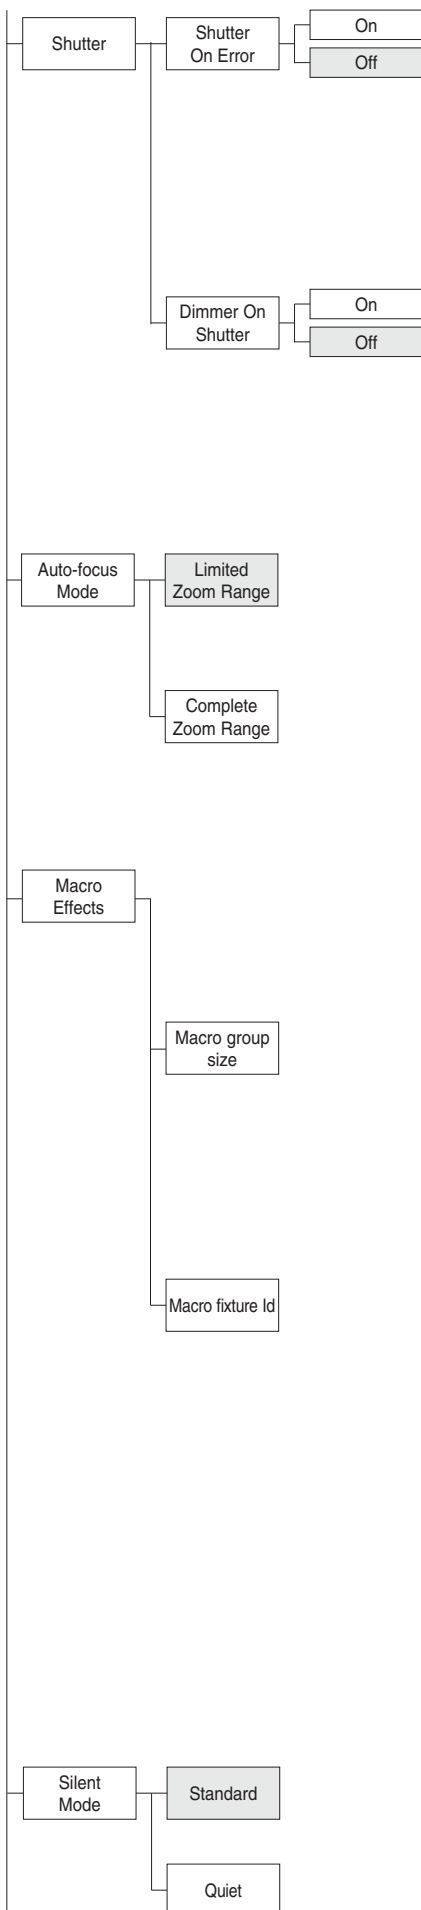 Shutter
Shutter
On Error
On
Off
Dimmer On
Shutter
On
Off
Auto-focus
Mode
Limited
Zoom Range
Complete
Zoom Range
Macro
Effects
Macro group
size
Macro fixture Id
Silent
Mode
Standard
Quiet